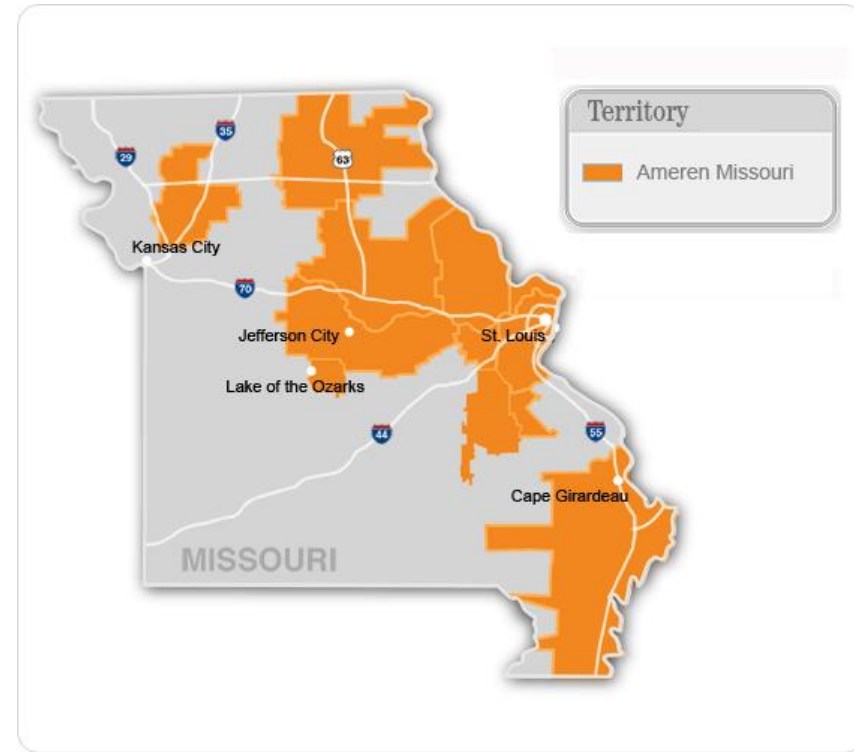 Territory
Ameren Missouri
35
29
63
Kansas City
70
Jefferson City
St. Louis
Lake of the Ozarks
44
55
Cape Girardeau
MISSOURI